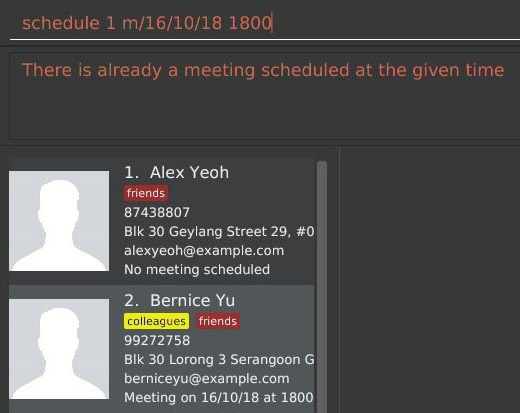 schedule 1 m/16/10/18 1800
There is already a meeting scheduled at the given time
1. Alex Yeoh
friends
87438807
Blk 30 Geylang Street 29, #0
alexyeoh@example.com
No meeting scheduled
2. Bernice Yu
colleagues friends
99272758
Blk 30 Lorong 3 Serangoon G
berniceyu@example.com
Meeting on 16/10/18 at 1800